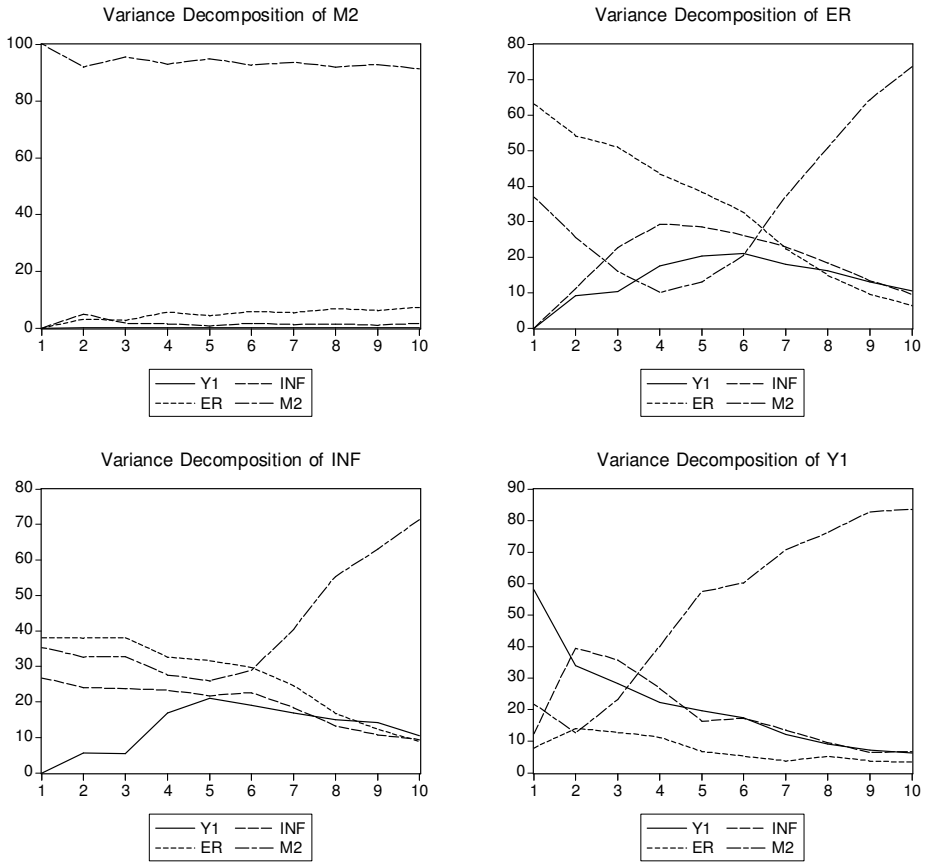 Variance Decomposition of M2
100
80
60
40
20
0
1 2 3 4 5 6 7 8 9 10
Y1 INF
ER M2
Variance Decomposition of ER
80
70
60
50
40
30
20
10
0
1 2 3 4 5 6 7 8 9 10
Y1 INF
ER M2
Variance Decomposition of INF
80
70
60
50
40
30
20
10
0
1 2 3 4 5 6 7 8 9 10
Y1 INF
ER M2
Variance Decomposition of Y1
90
80
70
60
50
40
30
20
10
0
1 2 3 4 5 6 7 8 9 10
Y1 INF
ER M2